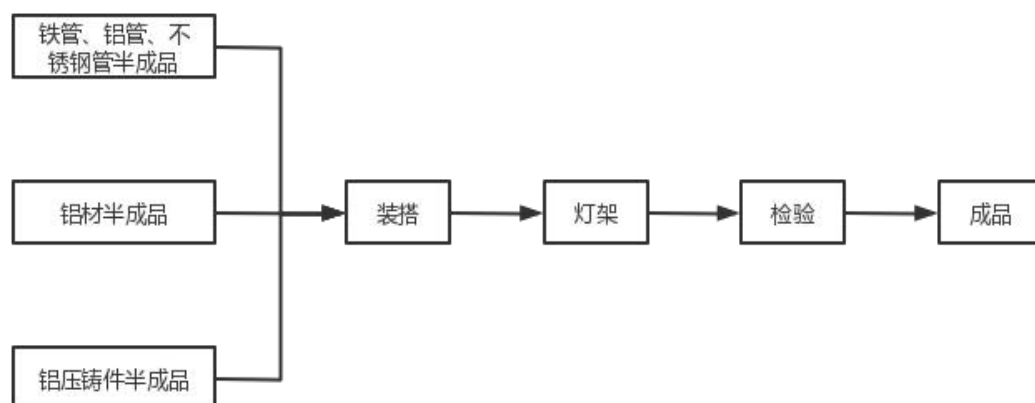 铁管、铝管、不
锈钢管半成品
铝材半成品
装搭
灯架
检验
成品
铝压铸件半成品